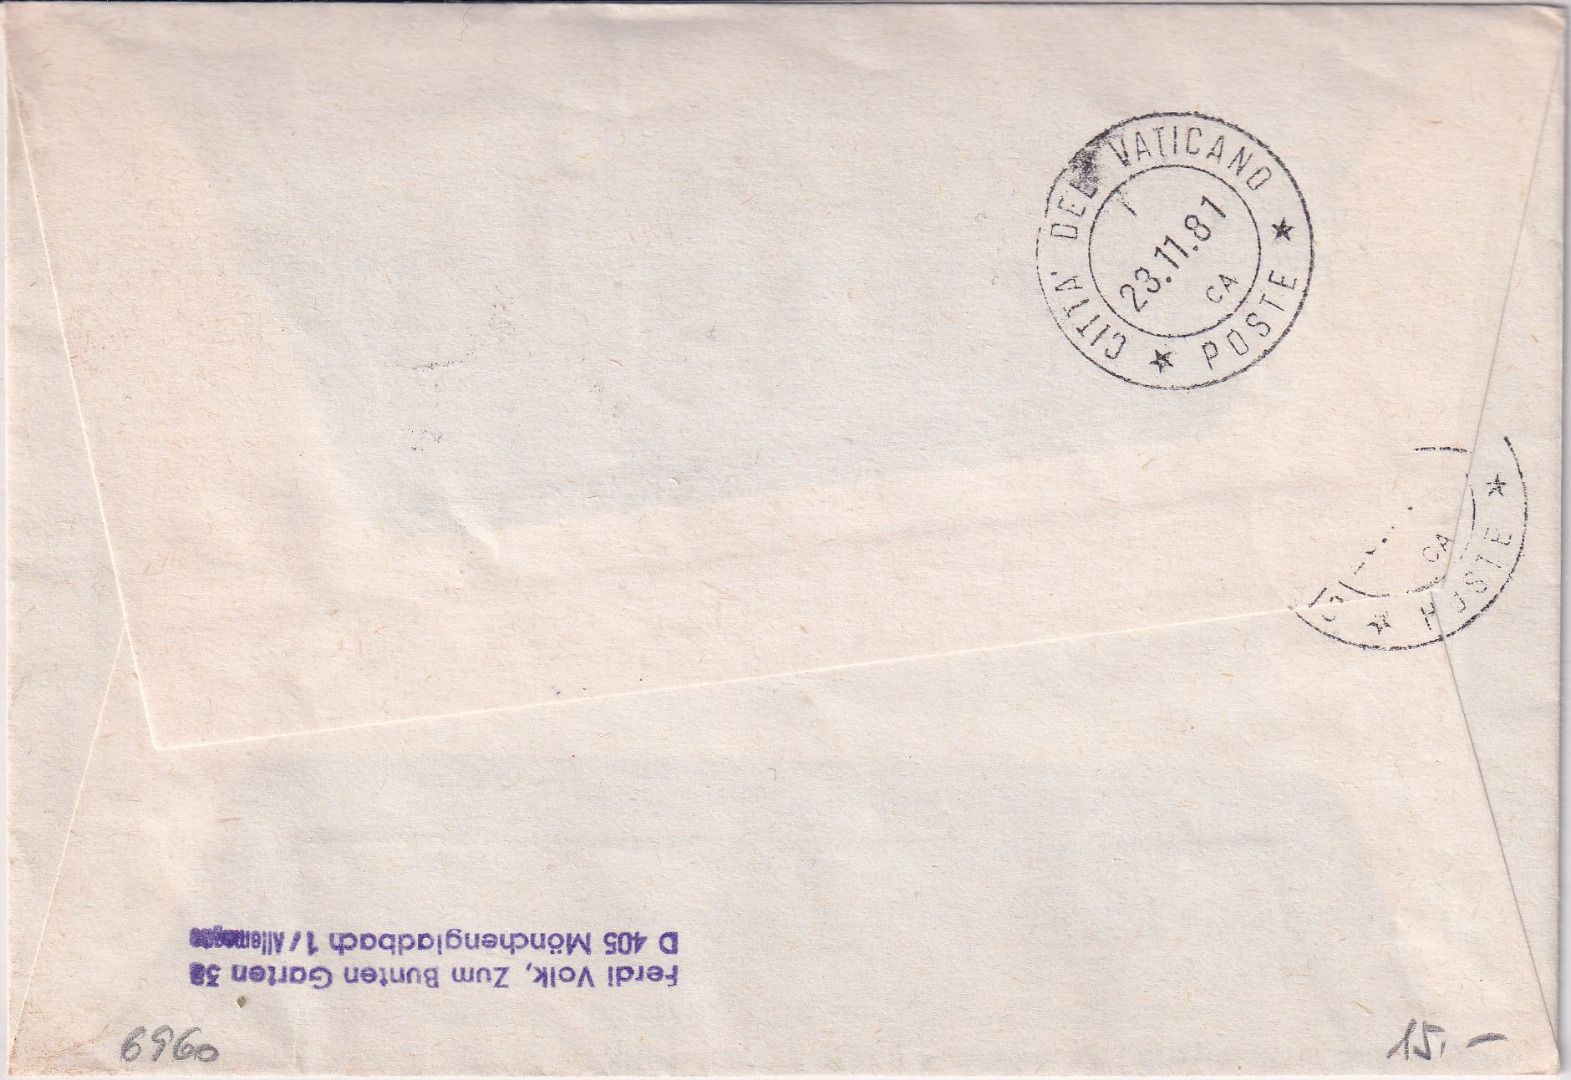 CITTA' DEL VATICANO
23.11.81
CA
★ POSTE ★
CA
★ POSTE ★
Ferdi Volk, Zum Bunten Garten
D 405 Mönchengladbach 1 / Allemagne
6960
15.–